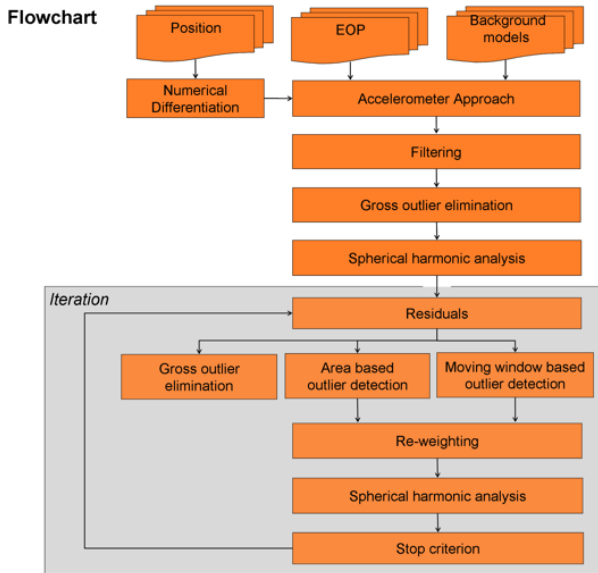 Flowchart
Position
EOP
Background
models
Numerical
Differentiation
Accelerometer Approach
Filtering
Gross outlier elimination
Spherical harmonic analysis
Iteration
Residuals
Gross outlier
elimination
Area based
outlier detection
Moving window based
outlier detection
Re-weighting
Spherical harmonic analysis
Stop criterion